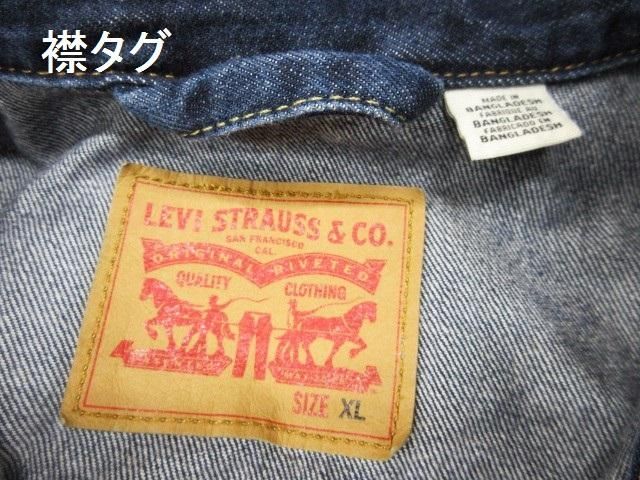 襟タグ
MADE IN
BANGLADESH
FABRIQUE AU
BANGLADESH
FABRICADO EN
BANGLADESH
LEVI STRAUSS & CO.
SAN FRANCISCO
CAL.
ORIGINAL RIVETED
QUALITY CLOTHING
SIZE XL